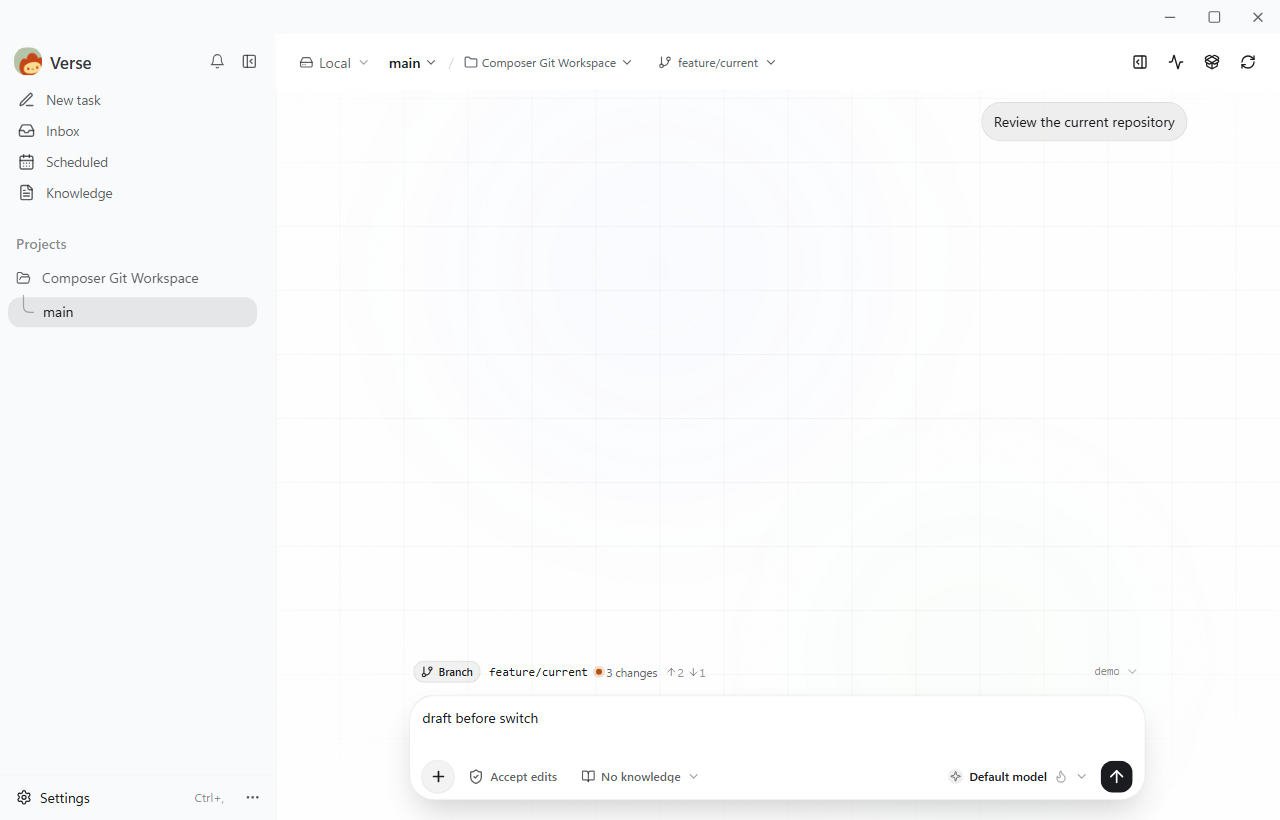 Verse
New task
Inbox
Scheduled
Knowledge
Projects
Composer Git Workspace
main
Settings
Ctrl+,
Local
main
/
Composer Git Workspace
feature/current
Review the current repository
Branch
feature/current
3 changes
↑2 ↓1
demo
draft before switch
Accept edits
No knowledge
Default model